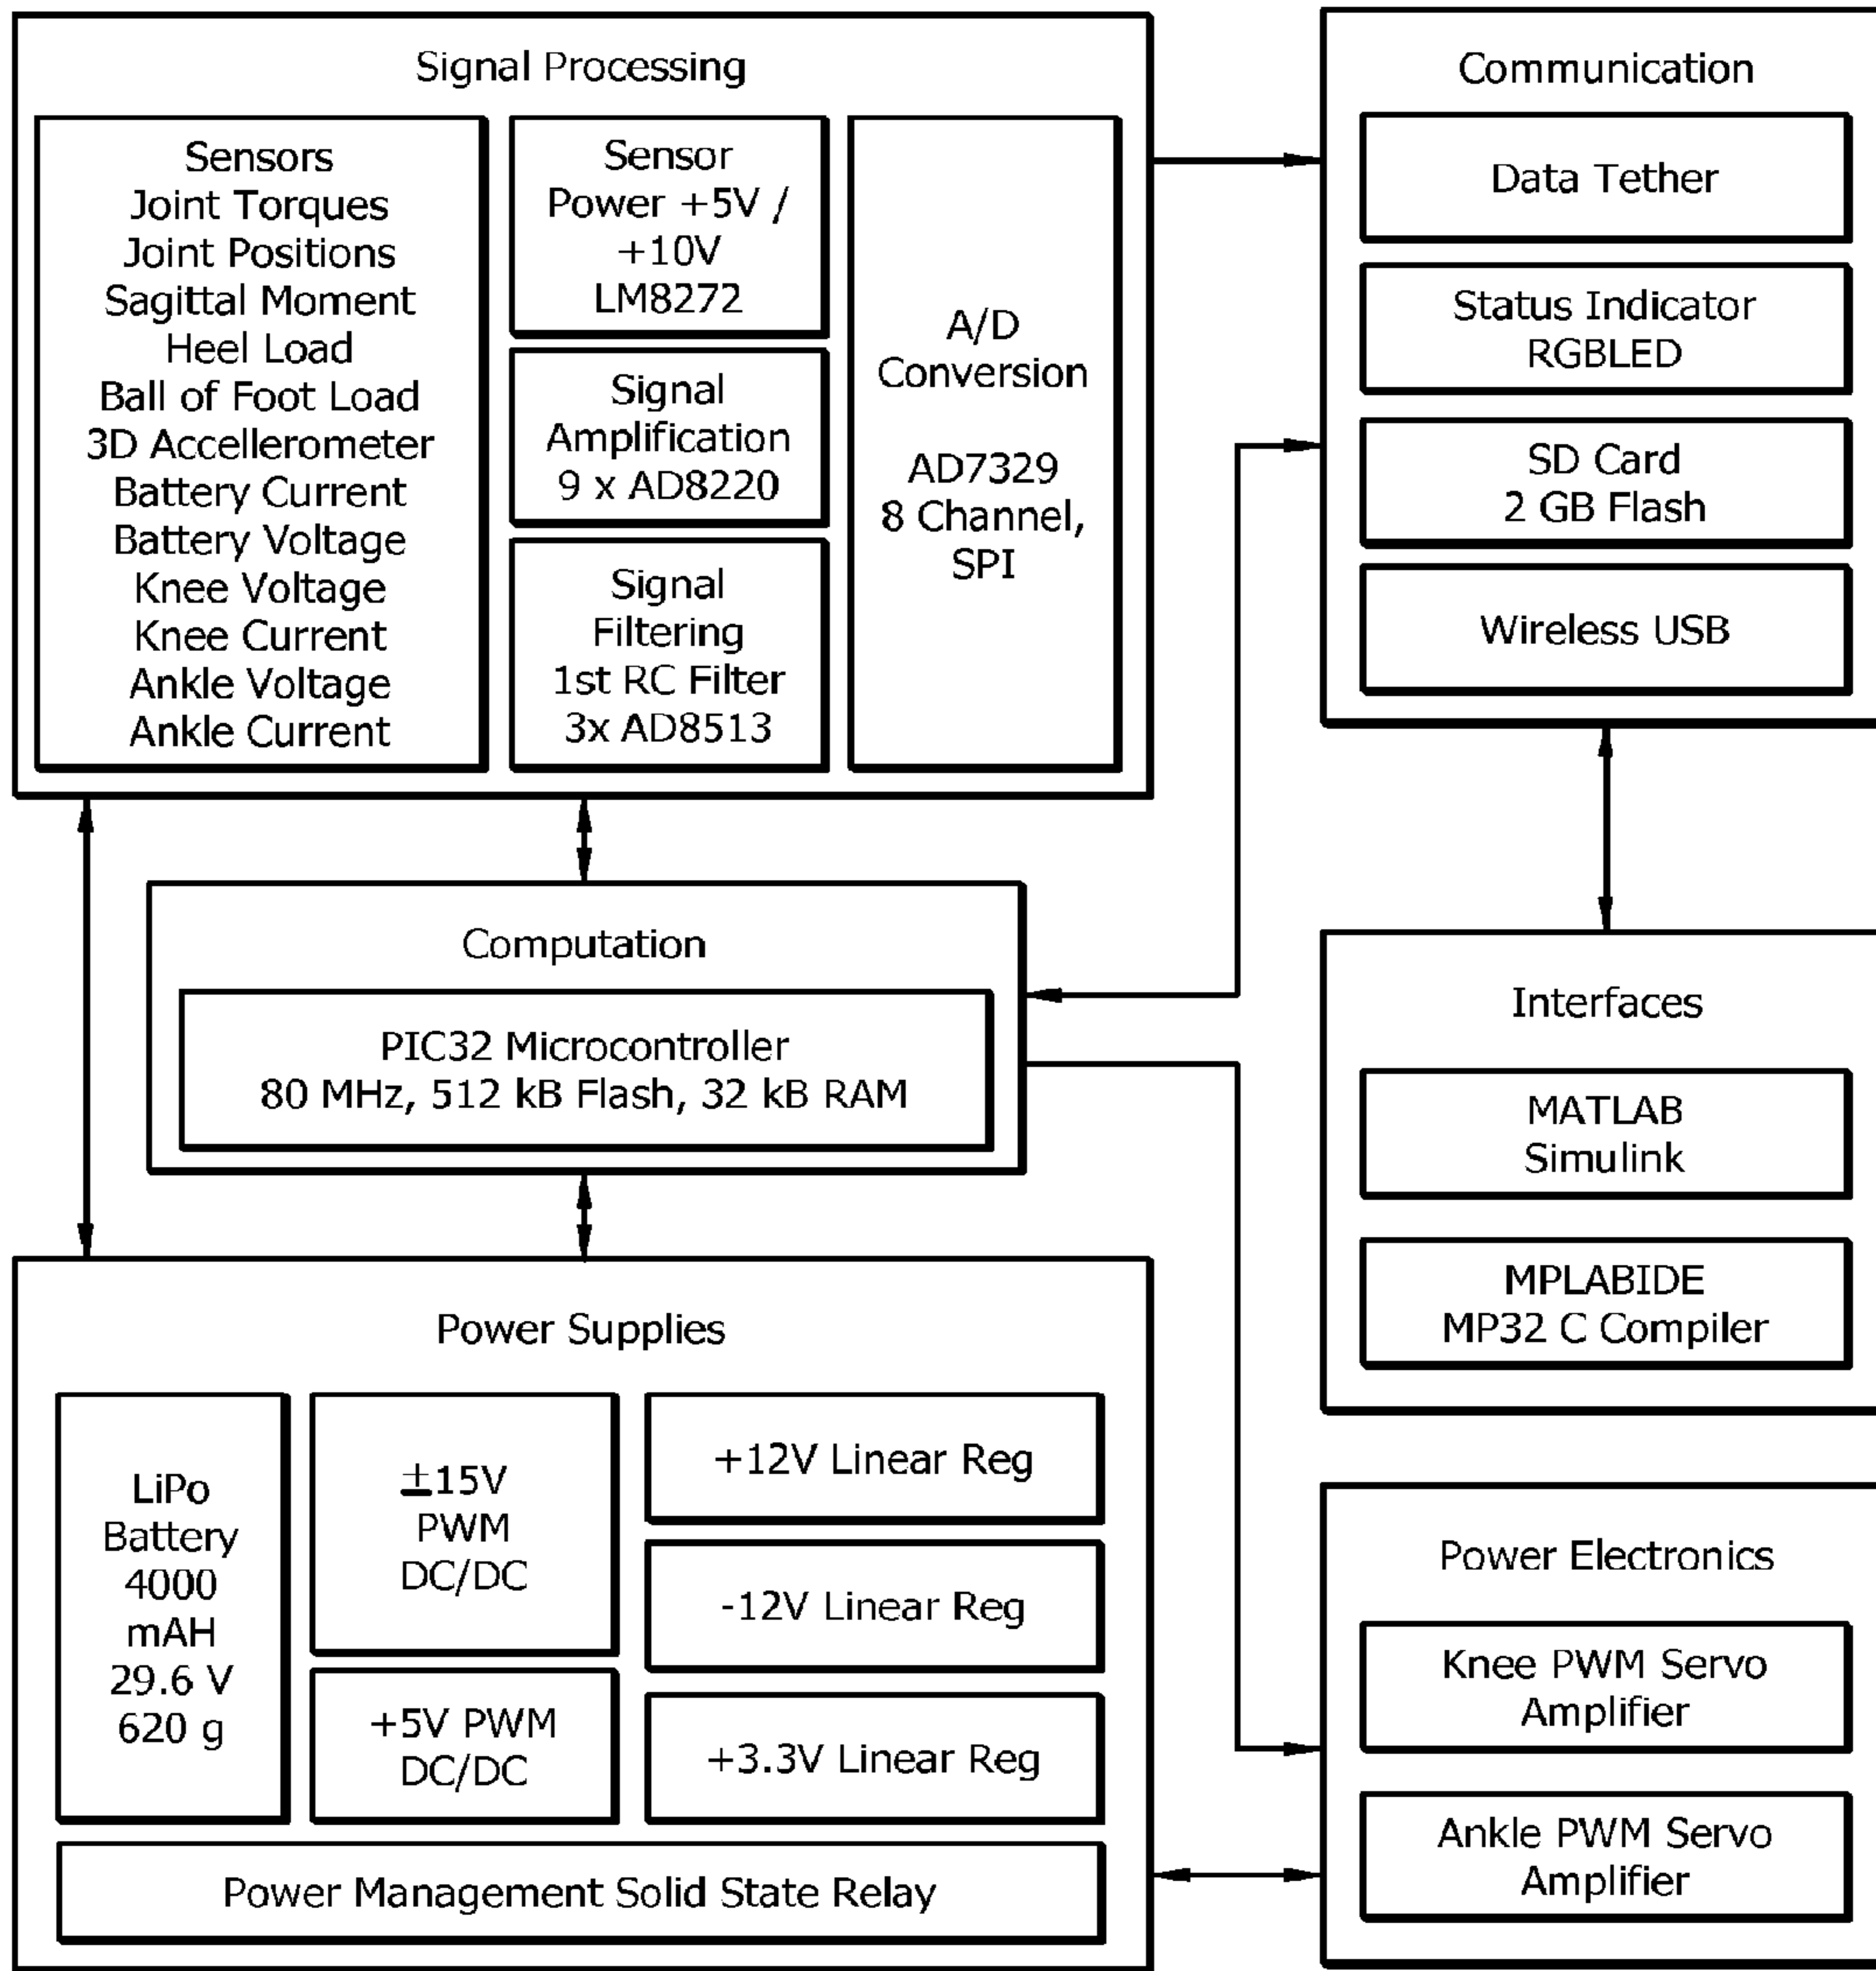 Signal Processing
Sensors
Joint Torques
Joint Positions
Sagittal Moment
Heel Load
Ball of Foot Load
3D Accellerometer
Battery Current
Battery Voltage
Knee Voltage
Knee Current
Ankle Voltage
Ankle Current
Sensor
Power +5V /
+10V
LM8272
Signal
Amplification
9 x AD8220
Signal
Filtering
1st RC Filter
3x AD8513
A/D
Conversion
AD7329
8 Channel,
SPI
Communication
Data Tether
Status Indicator
RGBLED
SD Card
2 GB Flash
Wireless USB
Computation
PIC32 Microcontroller
80 MHz, 512 kB Flash, 32 kB RAM
Interfaces
MATLAB
Simulink
MPLABIDE
MP32 C Compiler
Power Supplies
LiPo
Battery
4000
mAH
29.6 V
620 g
±15V
PWM
DC/DC
+5V PWM
DC/DC
+12V Linear Reg
-12V Linear Reg
+3.3V Linear Reg
Power Management Solid State Relay
Power Electronics
Knee PWM Servo
Amplifier
Ankle PWM Servo
Amplifier